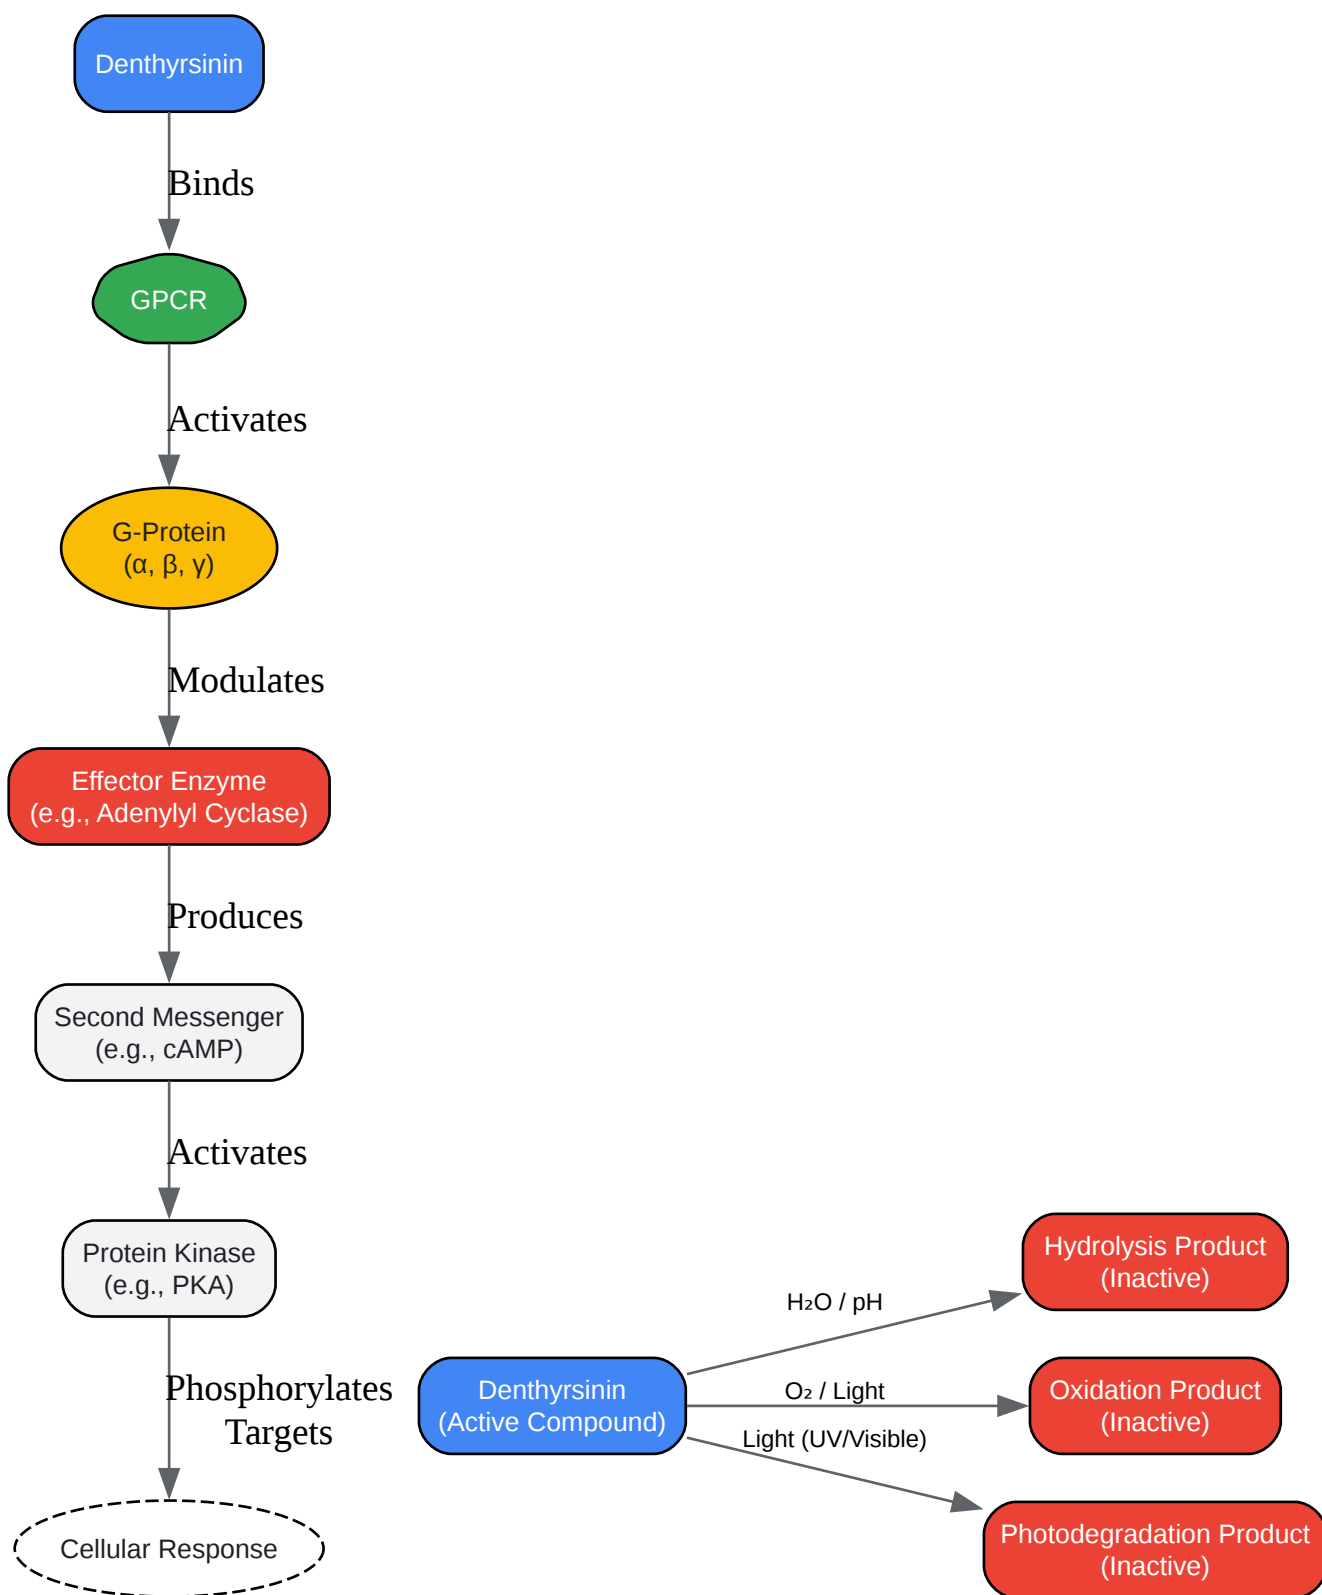 Denthyrsinin
Binds
GPCR
Activates
G-Protein
(α, β, γ)
Modulates
Effector Enzyme
(e.g., Adenylyl Cyclase)
Produces
Second Messenger
(e.g., cAMP)
Activates
Protein Kinase
(e.g., PKA)
Phosphorylates
Targets
Cellular Response
Denthyrsinin
(Active Compound)
H₂O / pH
Hydrolysis Product
(Inactive)
O₂ / Light
Oxidation Product
(Inactive)
Light (UV/Visible)
Photodegradation Product
(Inactive)